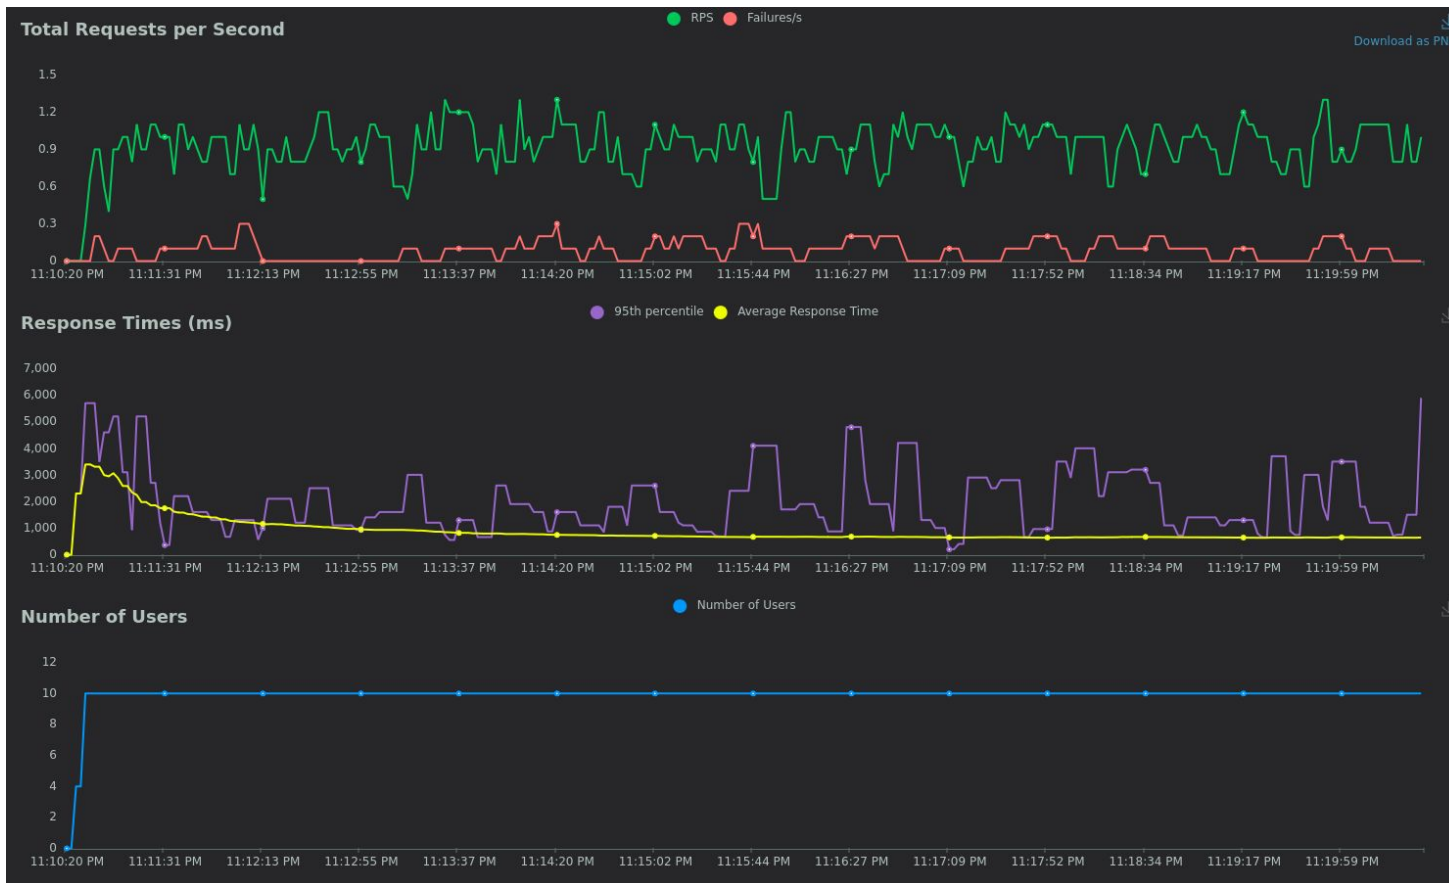 Total Requests per Second
RPS Failures/s
Download as PN
1.5
1.2
0.9
0.6
0.3
0
11:10:20 PM 11:11:31 PM 11:12:13 PM 11:12:55 PM 11:13:37 PM 11:14:20 PM 11:15:02 PM 11:15:44 PM 11:16:27 PM 11:17:09 PM 11:17:52 PM 11:18:34 PM 11:19:17 PM 11:19:59 PM
Response Times (ms)
95th percentile Average Response Time
7,000
6,000
5,000
4,000
3,000
2,000
1,000
0
11:10:20 PM 11:11:31 PM 11:12:13 PM 11:12:55 PM 11:13:37 PM 11:14:20 PM 11:15:02 PM 11:15:44 PM 11:16:27 PM 11:17:09 PM 11:17:52 PM 11:18:34 PM 11:19:17 PM 11:19:59 PM
Number of Users
Number of Users
12
10
8
6
4
2
0
11:10:20 PM 11:11:31 PM 11:12:13 PM 11:12:55 PM 11:13:37 PM 11:14:20 PM 11:15:02 PM 11:15:44 PM 11:16:27 PM 11:17:09 PM 11:17:52 PM 11:18:34 PM 11:19:17 PM 11:19:59 PM